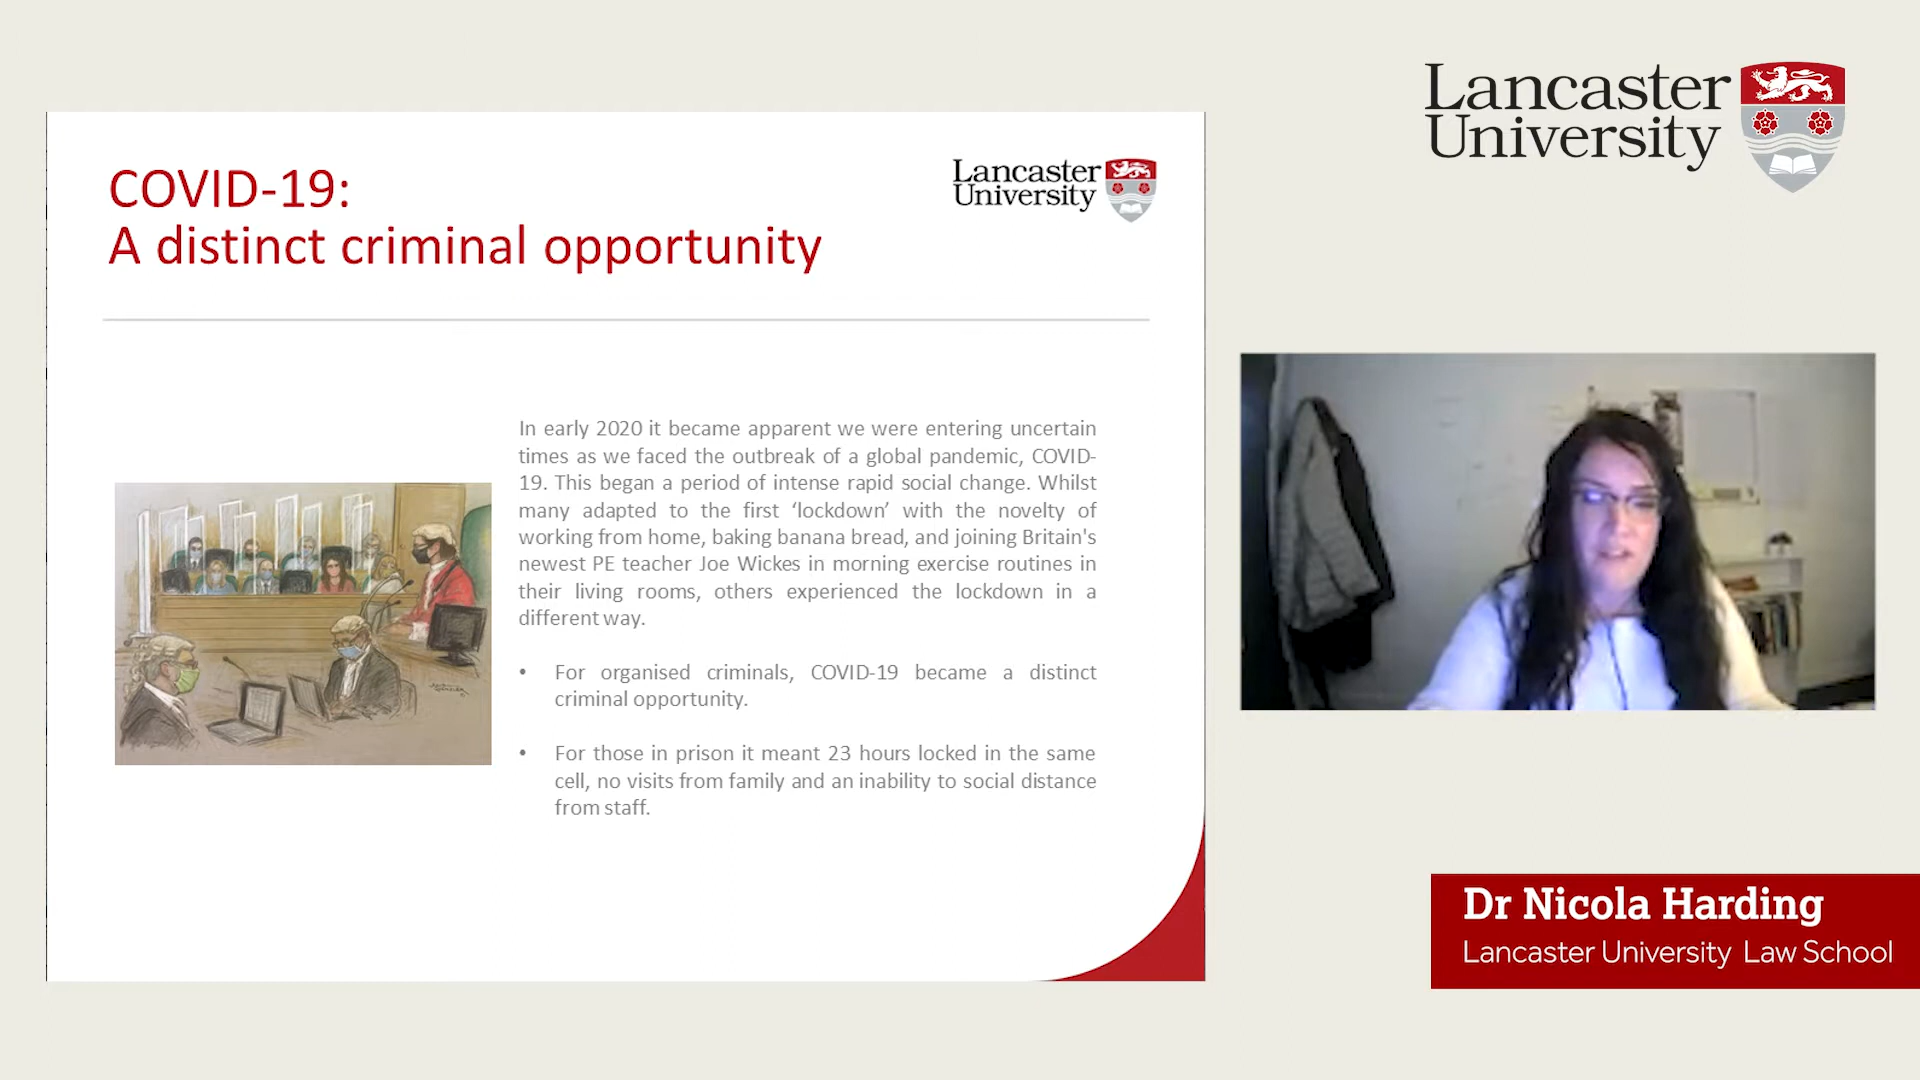 COVID-19:
A distinct criminal opportunity
Lancaster
University
In early 2020 it became apparent we were entering uncertain
times as we faced the outbreak of a global pandemic, COVID-
19. This began a period of intense rapid social change. Whilst
many adapted to the first ‘lockdown’ with the novelty of
working from home, baking banana bread, and joining Britain's
newest PE teacher Joe Wickes in morning exercise routines in
their living rooms, others experienced the lockdown in a
different way.
• For organised criminals, COVID-19 became a distinct
criminal opportunity.
• For those in prison it meant 23 hours locked in the same
cell, no visits from family and an inability to social distance
from staff.
Lancaster
University
Dr Nicola Harding
Lancaster University Law School